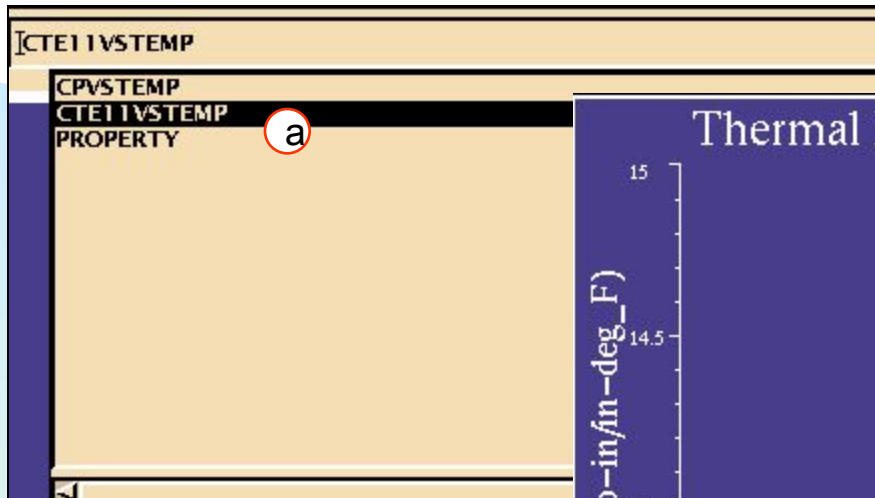 CTE11VSTEMP
CPVSTEMP
CTE11VSTEMP
PROPERTY
a
Thermal
15
14.5
o-in/in-deg_F)